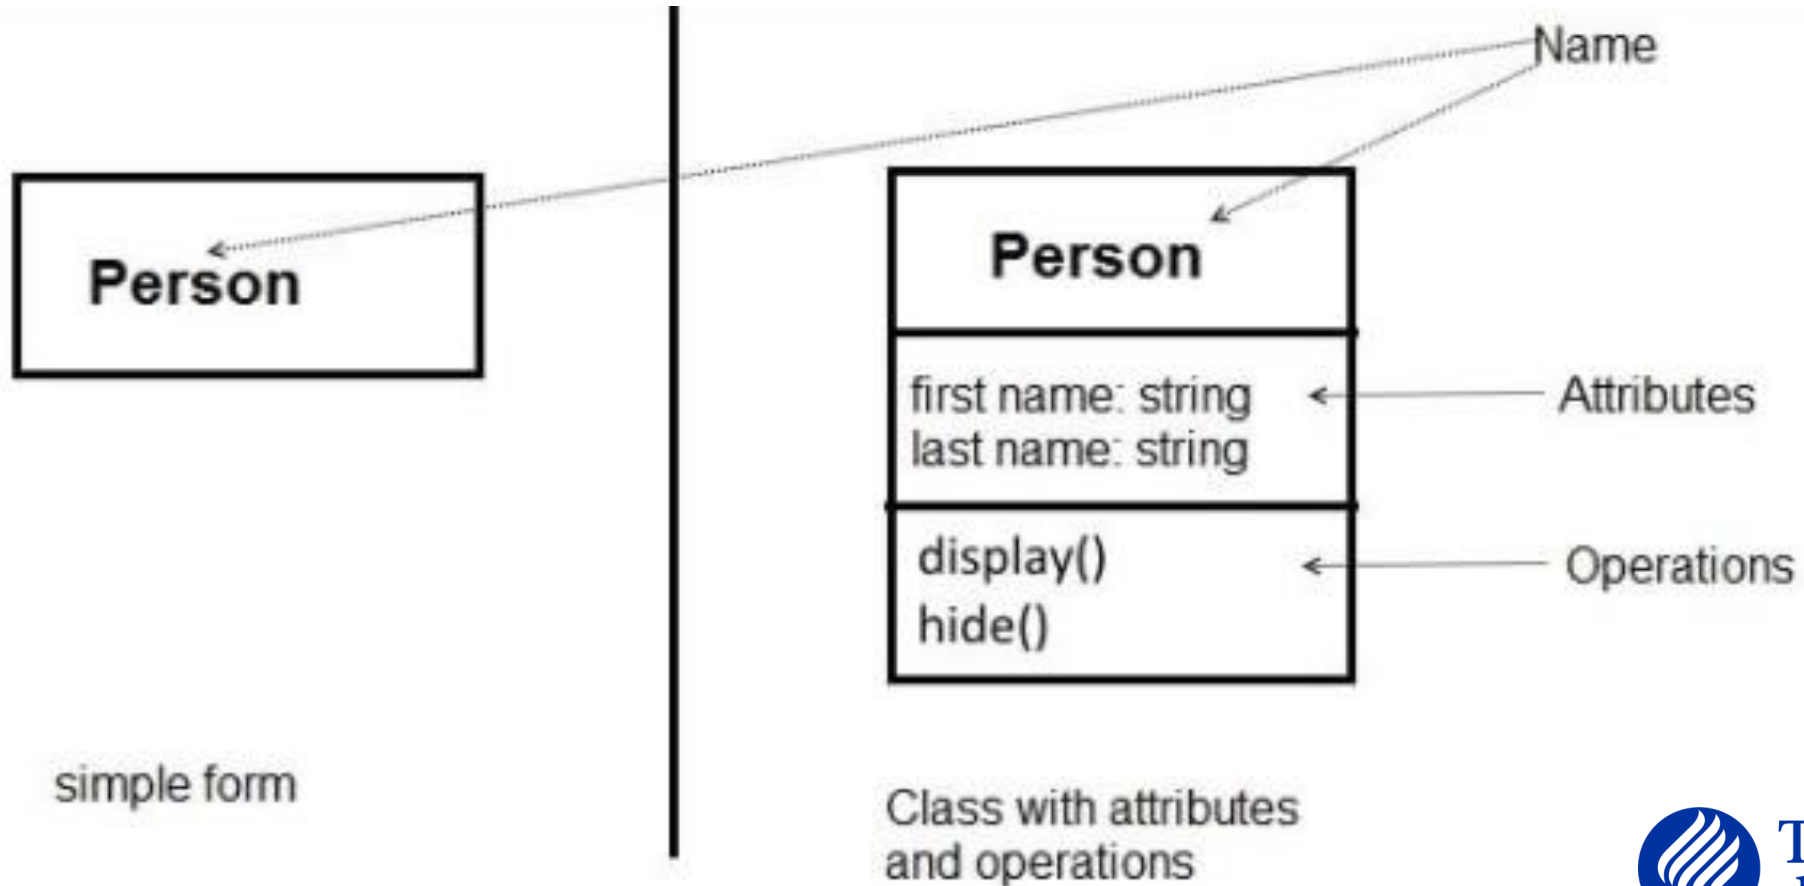 Name
Person
Person
first name: string
last name: string
Attributes
display()
hide()
Operations
simple form
Class with attributes
and operations